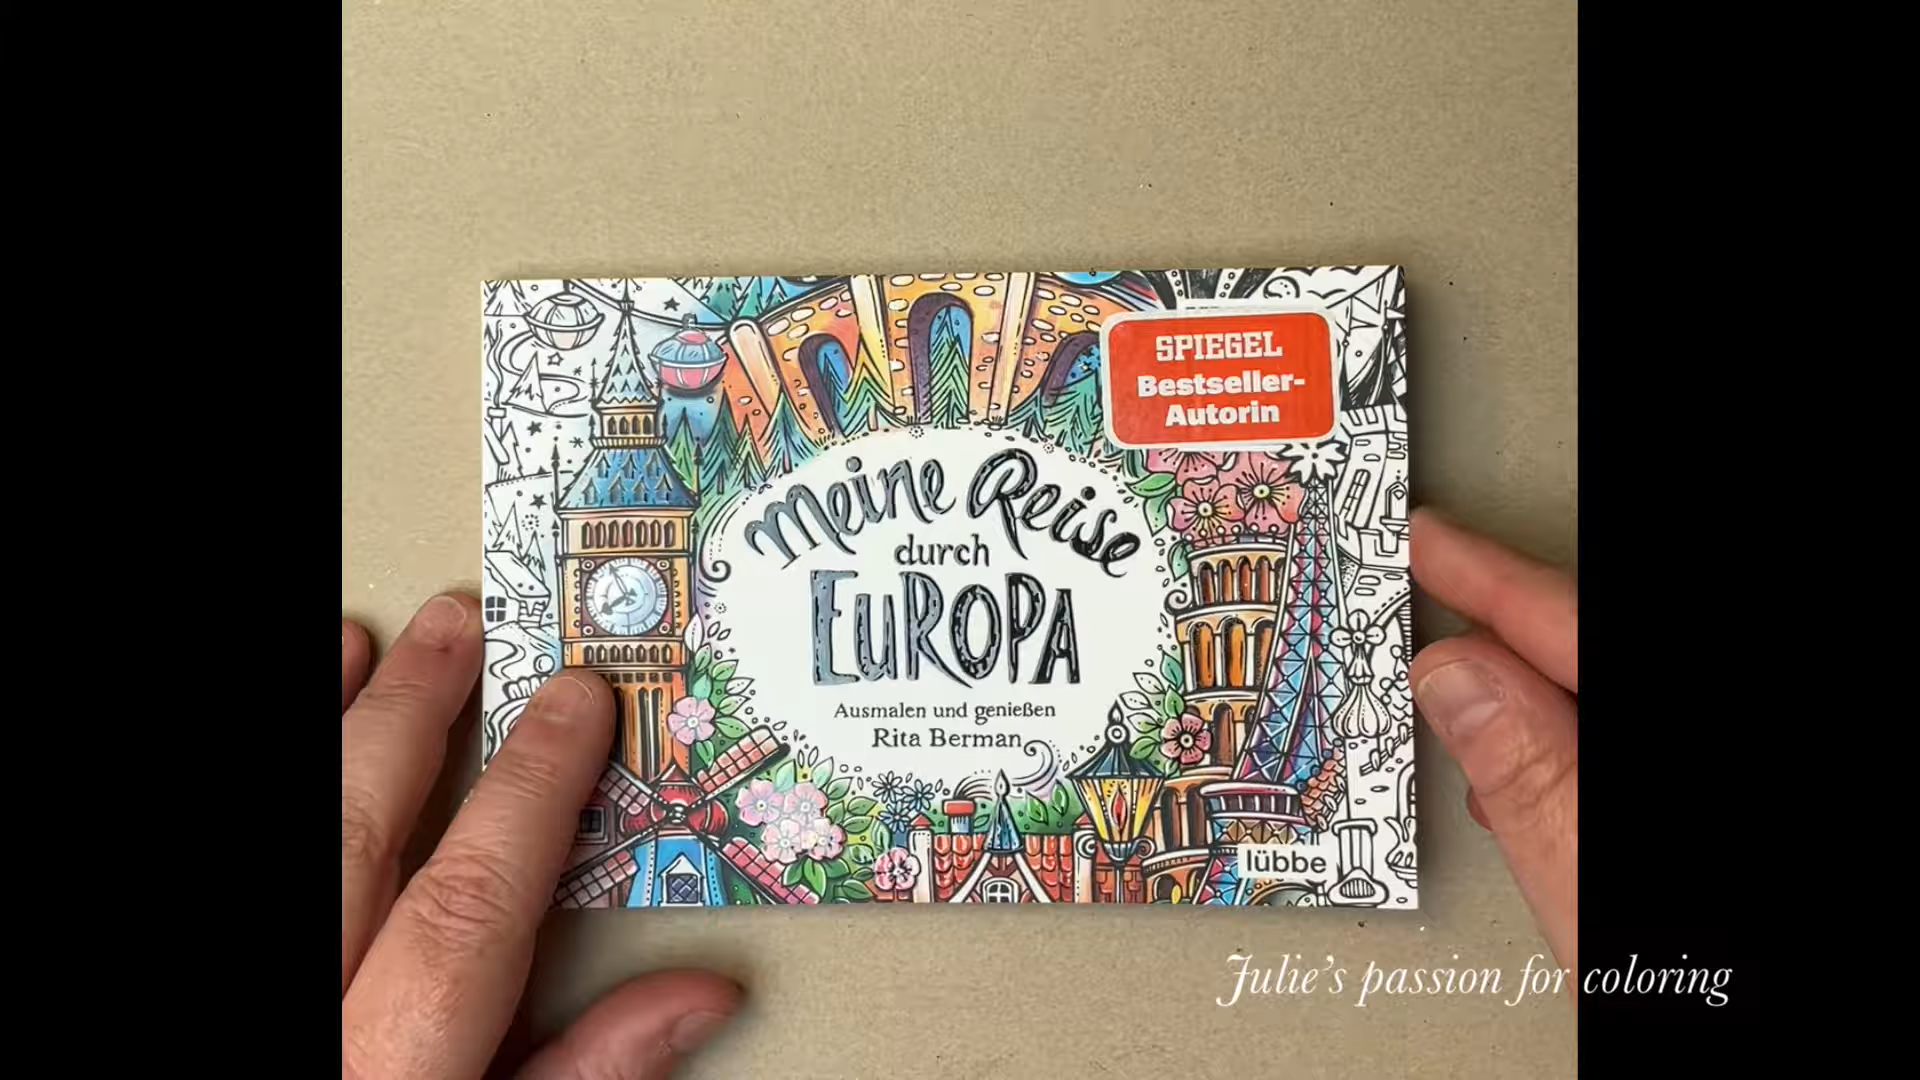 SPIEGEL
Bestseller-
Autorin
Meine Reise
durch
EUROPA
Ausmalen und genießen
Rita Berman
lübbe
Julie's passion for coloring